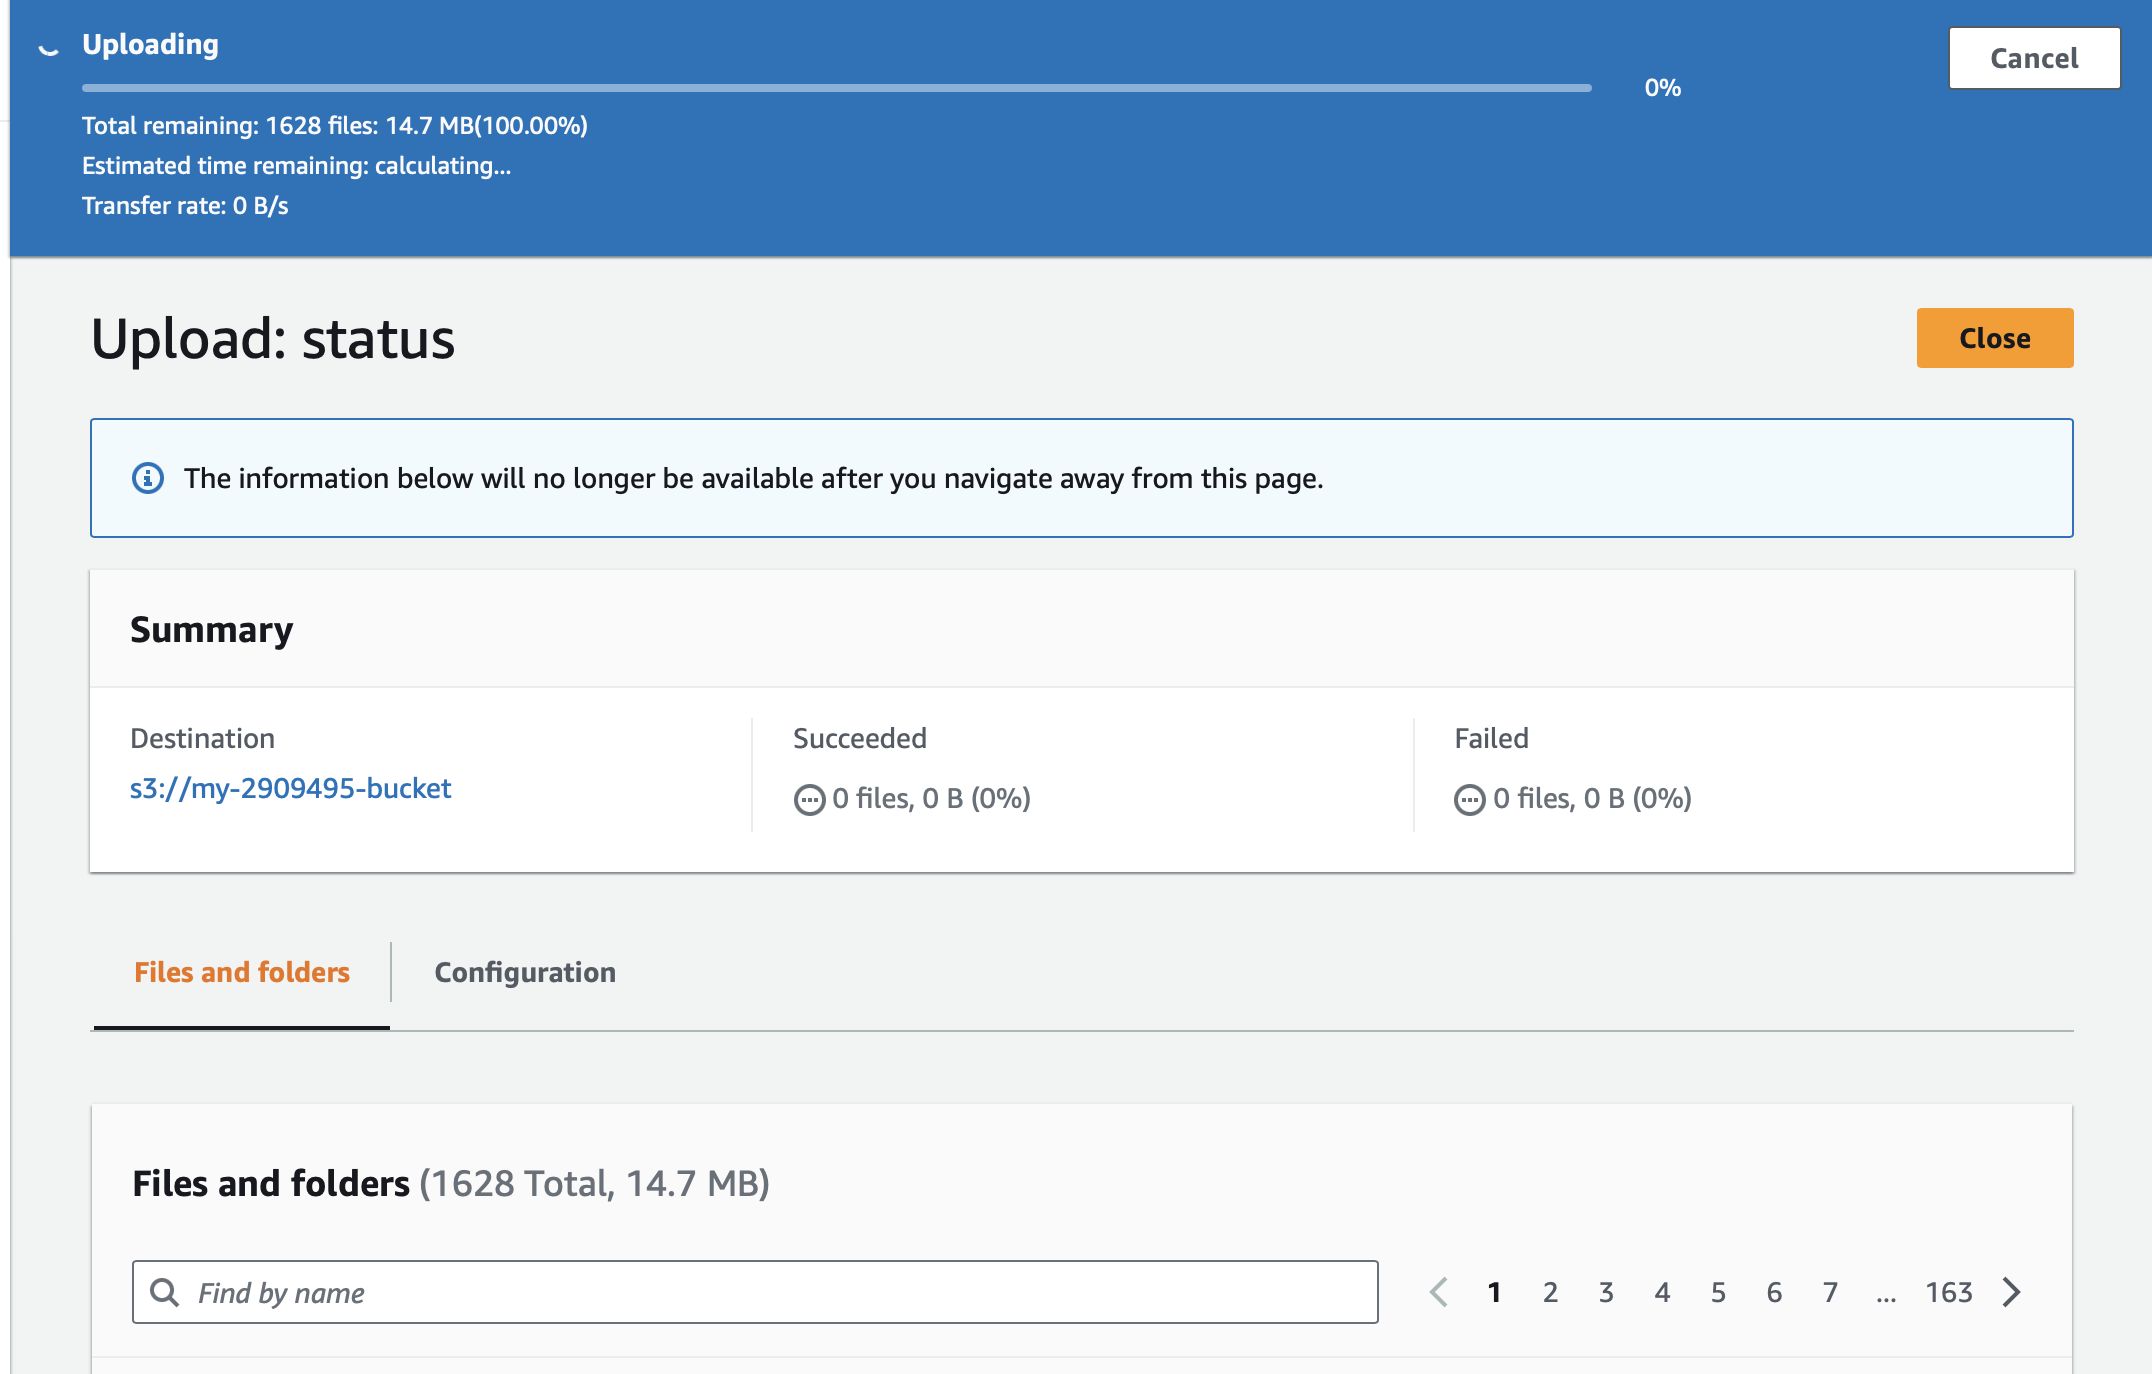 Uploading
Cancel
0%
Total remaining: 1628 files: 14.7 MB(100.00%)
Estimated time remaining: calculating...
Transfer rate: 0 B/s
Upload: status
Close
The information below will no longer be available after you navigate away from this page.
Summary
Destination
s3://my-2909495-bucket
Succeeded
0 files, 0 B (0%)
Failed
0 files, 0 B (0%)
Files and folders
Configuration
Files and folders (1628 Total, 14.7 MB)
Find by name
1 2 3 4 5 6 7 ... 163